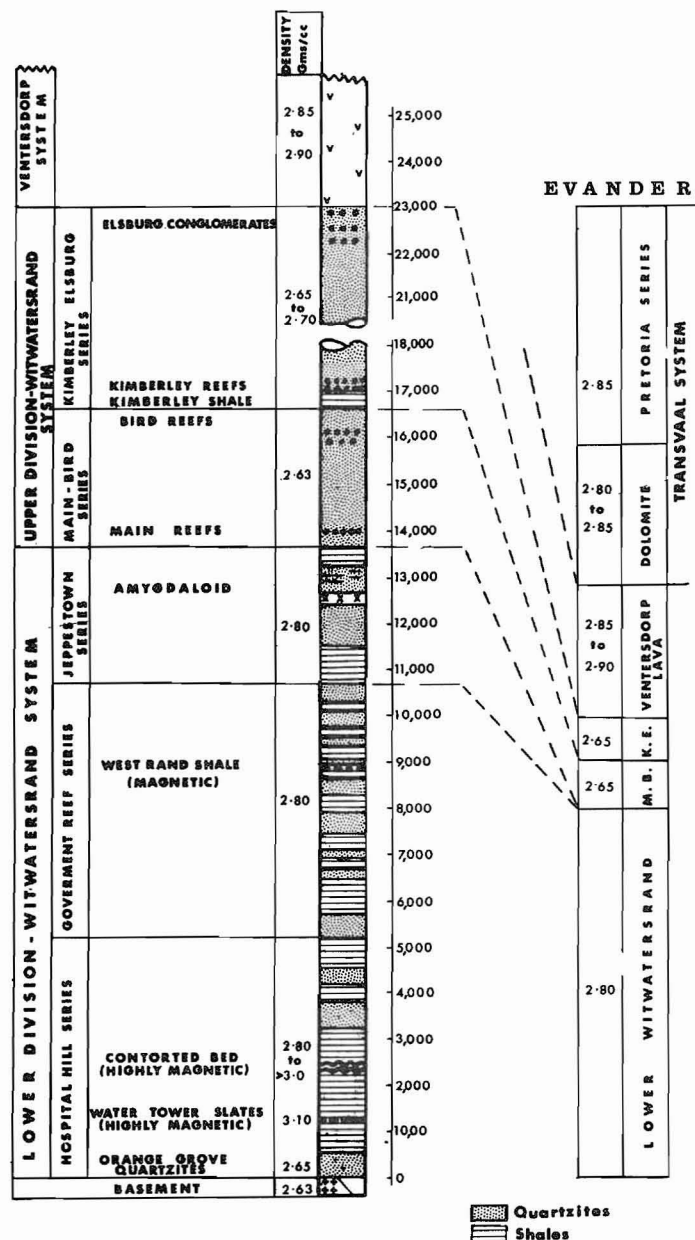 DENSITY
Gms/cc
VENTERSDORP
SYSTEM
2·85
to
2·90
25,000
24,000
EVANDER
23,000
UPPER DIVISION-WITWATERSRAND
SYSTEM
KIMBERLEY ELSBURG
SERIES
ELSBURG CONGLOMERATES
22,000
2·65
to
2·70
21,000
18,000
KIMBERLEY REEFS
17,000
KIMBERLEY SHALE
MAIN-BIRD
SERIES
BIRD REEFS
16,000
2·63
15,000
MAIN REEFS
14,000
LOWER DIVISION-WITWATERSRAND SYSTEM
JEPPESTOWN
SERIES
13,000
AMYGDALOID
2·80
12,000
11,000
GOVERMENT REEF SERIES
10,000
WEST RAND SHALE
(MAGNETIC)
9,000
2·80
8,000
7,000
6,000
HOSPITAL HILL SERIES
5,000
4,000
3,000
CONTORTED BED
(HIGHLY MAGNETIC)
2·80
to
>3·0
2,000
WATER TOWER SLATES
(HIGHLY MAGNETIC)
3·10
10,00
ORANGE GROVE
QUARTZITES
2·65
0
BASEMENT
2·63
2·85
PRETORIA SERIES
TRANSVAAL SYSTEM
2·80
to
2·85
DOLOMITE
2·85
to
2·90
VENTERSDORP
LAVA
2·65
K.E.
2·65
M.B.
2·80
LOWER WITWATERSRAND
Quartzites
Shales